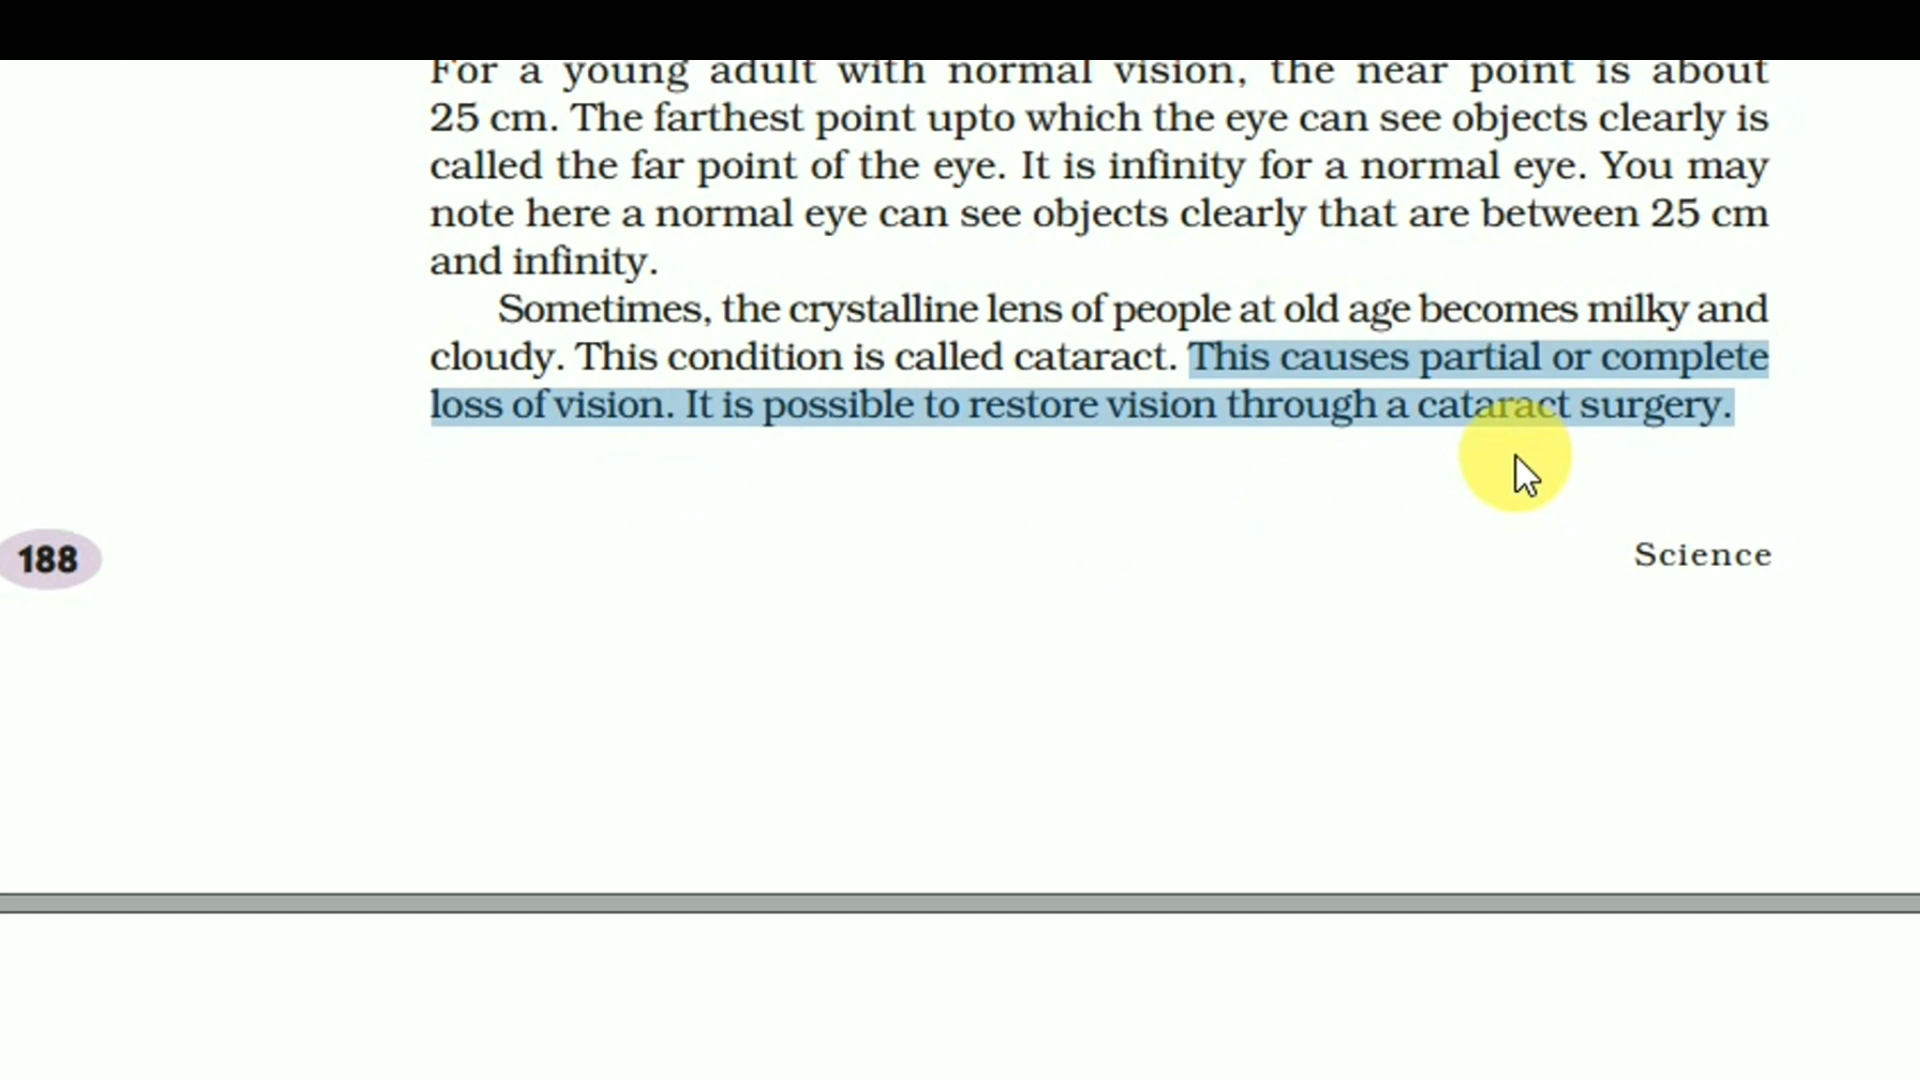 For a young adult with normal vision, the near point is about
25 cm. The farthest point upto which the eye can see objects clearly is
called the far point of the eye. It is infinity for a normal eye. You may
note here a normal eye can see objects clearly that are between 25 cm
and infinity.
Sometimes, the crystalline lens of people at old age becomes milky and
cloudy. This condition is called cataract. This causes partial or complete
loss of vision. It is possible to restore vision through a cataract surgery.
188
Science